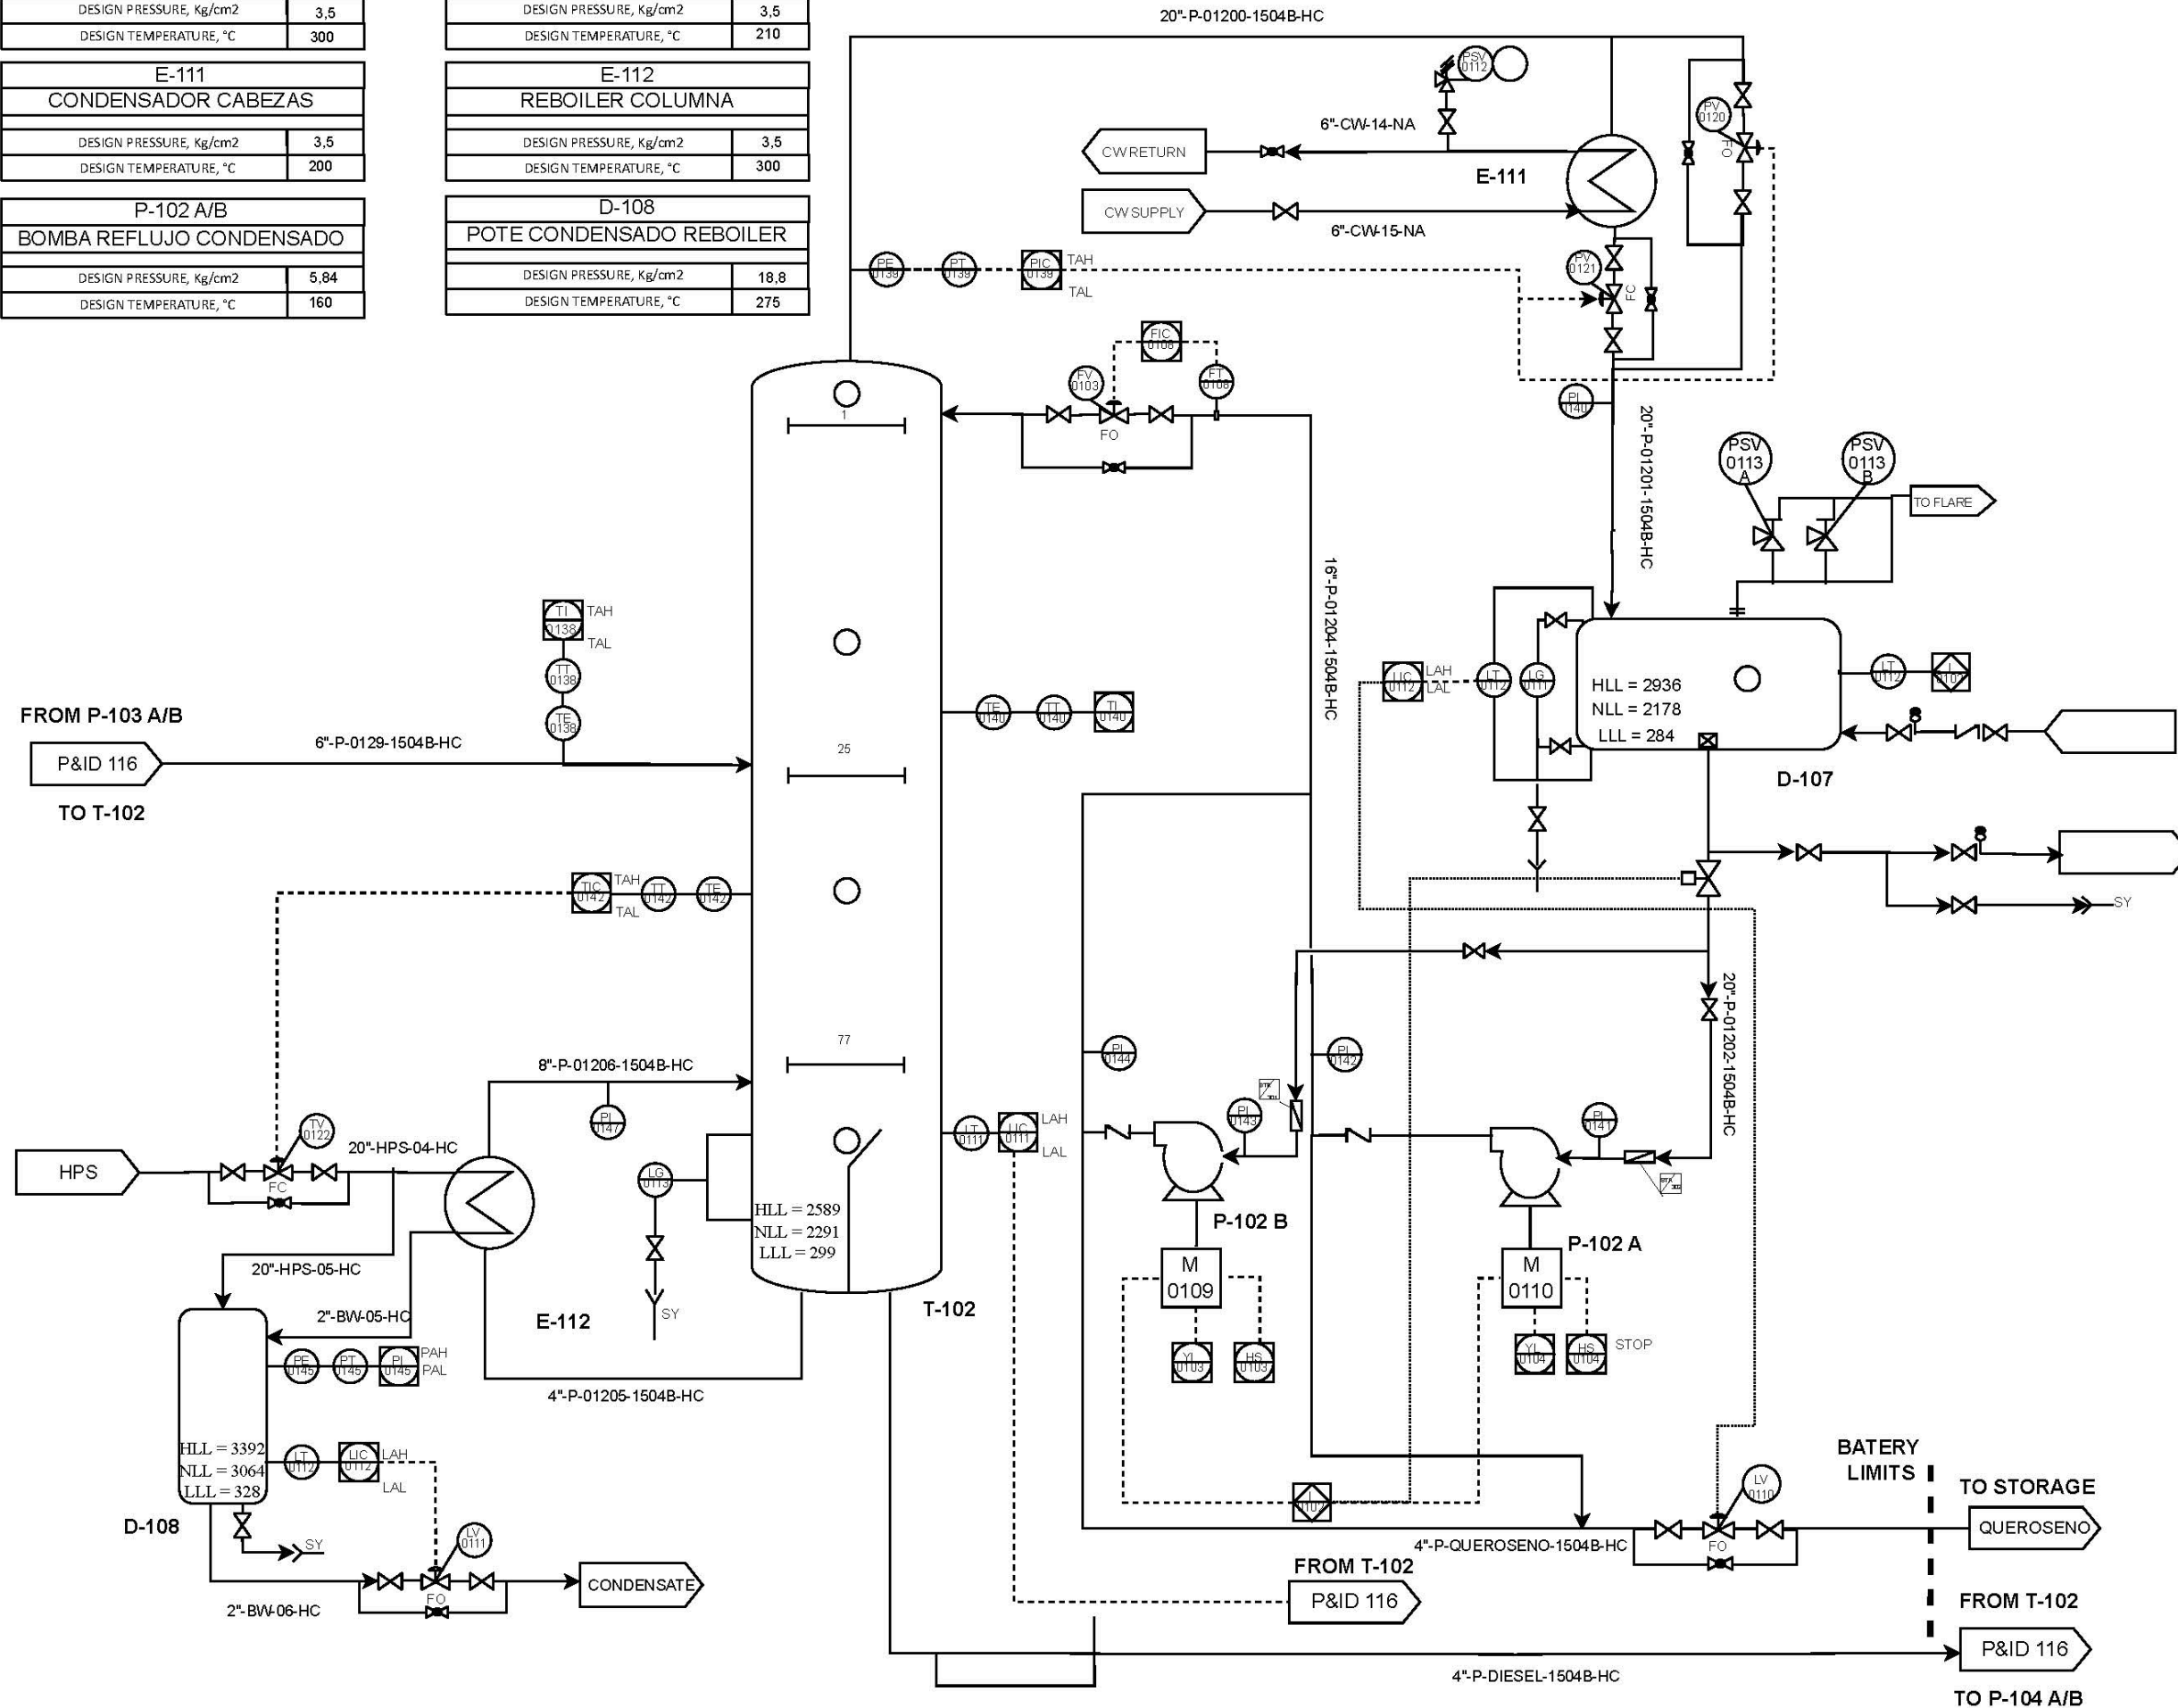 DESIGN PRESSURE, Kg/cm2 3,5
DESIGN TEMPERATURE, °C 300
DESIGN PRESSURE, Kg/cm2 3,5
DESIGN TEMPERATURE, °C 210
E-111
CONDENSADOR CABEZAS
DESIGN PRESSURE, Kg/cm2 3,5
DESIGN TEMPERATURE, °C 200
E-112
REBOILER COLUMNA
DESIGN PRESSURE, Kg/cm2 3,5
DESIGN TEMPERATURE, °C 300
P-102 A/B
BOMBA REFLUJO CONDENSADO
DESIGN PRESSURE, Kg/cm2 5,84
DESIGN TEMPERATURE, °C 160
D-108
POTE CONDENSADO REBOILER
DESIGN PRESSURE, Kg/cm2 18,8
DESIGN TEMPERATURE, °C 275
20"-P-01200-1504B-HC
PSV
0112
6"-CW-14-NA
CW RETURN
E-111
CW SUPPLY
6"-CW-15-NA
PV
0120
FO
PE
0139
PT
0139
PIC
0139
TAH
TAL
PV
0121
FC
FIC
0108
FV
0103
FT
0108
FO
PI
0140
20"-P-01201-1504B-HC
PSV
0113
A
PSV
0113
B
TO FLARE
1
16"-P-01204-1504B-HC
TI
0138
TAH
TAL
TT
0138
TE
0138
LIC
0112
LAH
LAL
LT
0112
LG
0111
HLL = 2936
NLL = 2178
LLL = 284
LT
0112
I
0102
D-107
FROM P-103 A/B
P&ID 116
TO T-102
6"-P-0129-1504B-HC
TE
0140
TT
0140
TI
0140
25
TIC
0142
TAH
TAL
TT
0142
TE
0142
SY
20"-P-01202-1504B-HC
77
8"-P-01206-1504B-HC
PI
0147
PI
0144
PI
0142
PI
0143
PI
0141
LT
0111
LIC
0111
LAH
LAL
HPS
TV
0122
FC
20"-HPS-04-HC
LG
0113
SY
HLL = 2589
NLL = 2291
LLL = 299
T-102
P-102 B
P-102 A
M
0109
M
0110
YL
0103
HS
0103
YL
0104
HS
0104
STOP
20"-HPS-05-HC
2"-BW-05-HC
E-112
4"-P-01205-1504B-HC
PE
0145
PT
0145
PI
0145
PAH
PAL
HLL = 3392
NLL = 3064
LLL = 328
LT
0112
LIC
0112
LAH
LAL
D-108
SY
LV
0111
FO
2"-BW-06-HC
CONDENSATE
I
0102
4"-P-QUEROSENO-1504B-HC
LV
0110
FO
BATERY
LIMITS
TO STORAGE
QUEROSENO
FROM T-102
P&ID 116
FROM T-102
P&ID 116
TO P-104 A/B
4"-P-DIESEL-1504B-HC